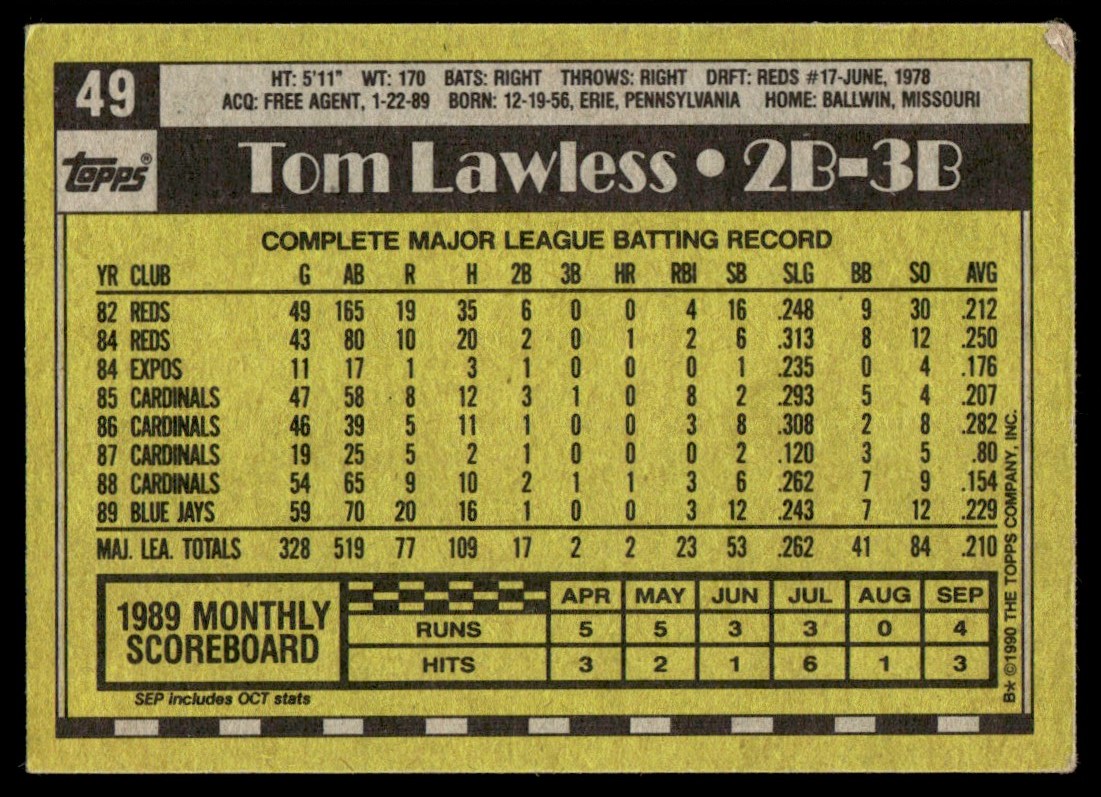 49
HT: 5'11" WT: 170 BATS: RIGHT THROWS: RIGHT DRFT: REDS #17-JUNE, 1978
ACQ: FREE AGENT, 1-22-89 BORN: 12-19-56, ERIE, PENNSYLVANIA HOME: BALLWIN, MISSOURI
Topps®
Tom Lawless • 2B-3B
COMPLETE MAJOR LEAGUE BATTING RECORD
YR CLUB G AB R H 2B 3B HR RBI SB SLG BB SO AVG
82 REDS 49 165 19 35 6 0 0 4 16 .248 9 30 .212
84 REDS 43 80 10 20 2 0 1 2 6 .313 8 12 .250
84 EXPOS 11 17 1 3 1 0 0 0 1 .235 0 4 .176
85 CARDINALS 47 58 8 12 3 1 0 8 2 .293 5 4 .207
86 CARDINALS 46 39 5 11 1 0 0 3 8 .308 2 8 .282
87 CARDINALS 19 25 5 2 1 0 0 0 2 .120 3 5 .80
88 CARDINALS 54 65 9 10 2 1 1 3 6 .262 7 9 .154
89 BLUE JAYS 59 70 20 16 1 0 0 3 12 .243 7 12 .229
MAJ. LEA. TOTALS 328 519 77 109 17 2 2 23 53 .262 41 84 .210
1989 MONTHLY SCOREBOARD
APR MAY JUN JUL AUG SEP
RUNS 5 5 3 3 0 4
HITS 3 2 1 6 1 3
SEP includes OCT stats
B★ ©1990 THE TOPPS COMPANY, INC.